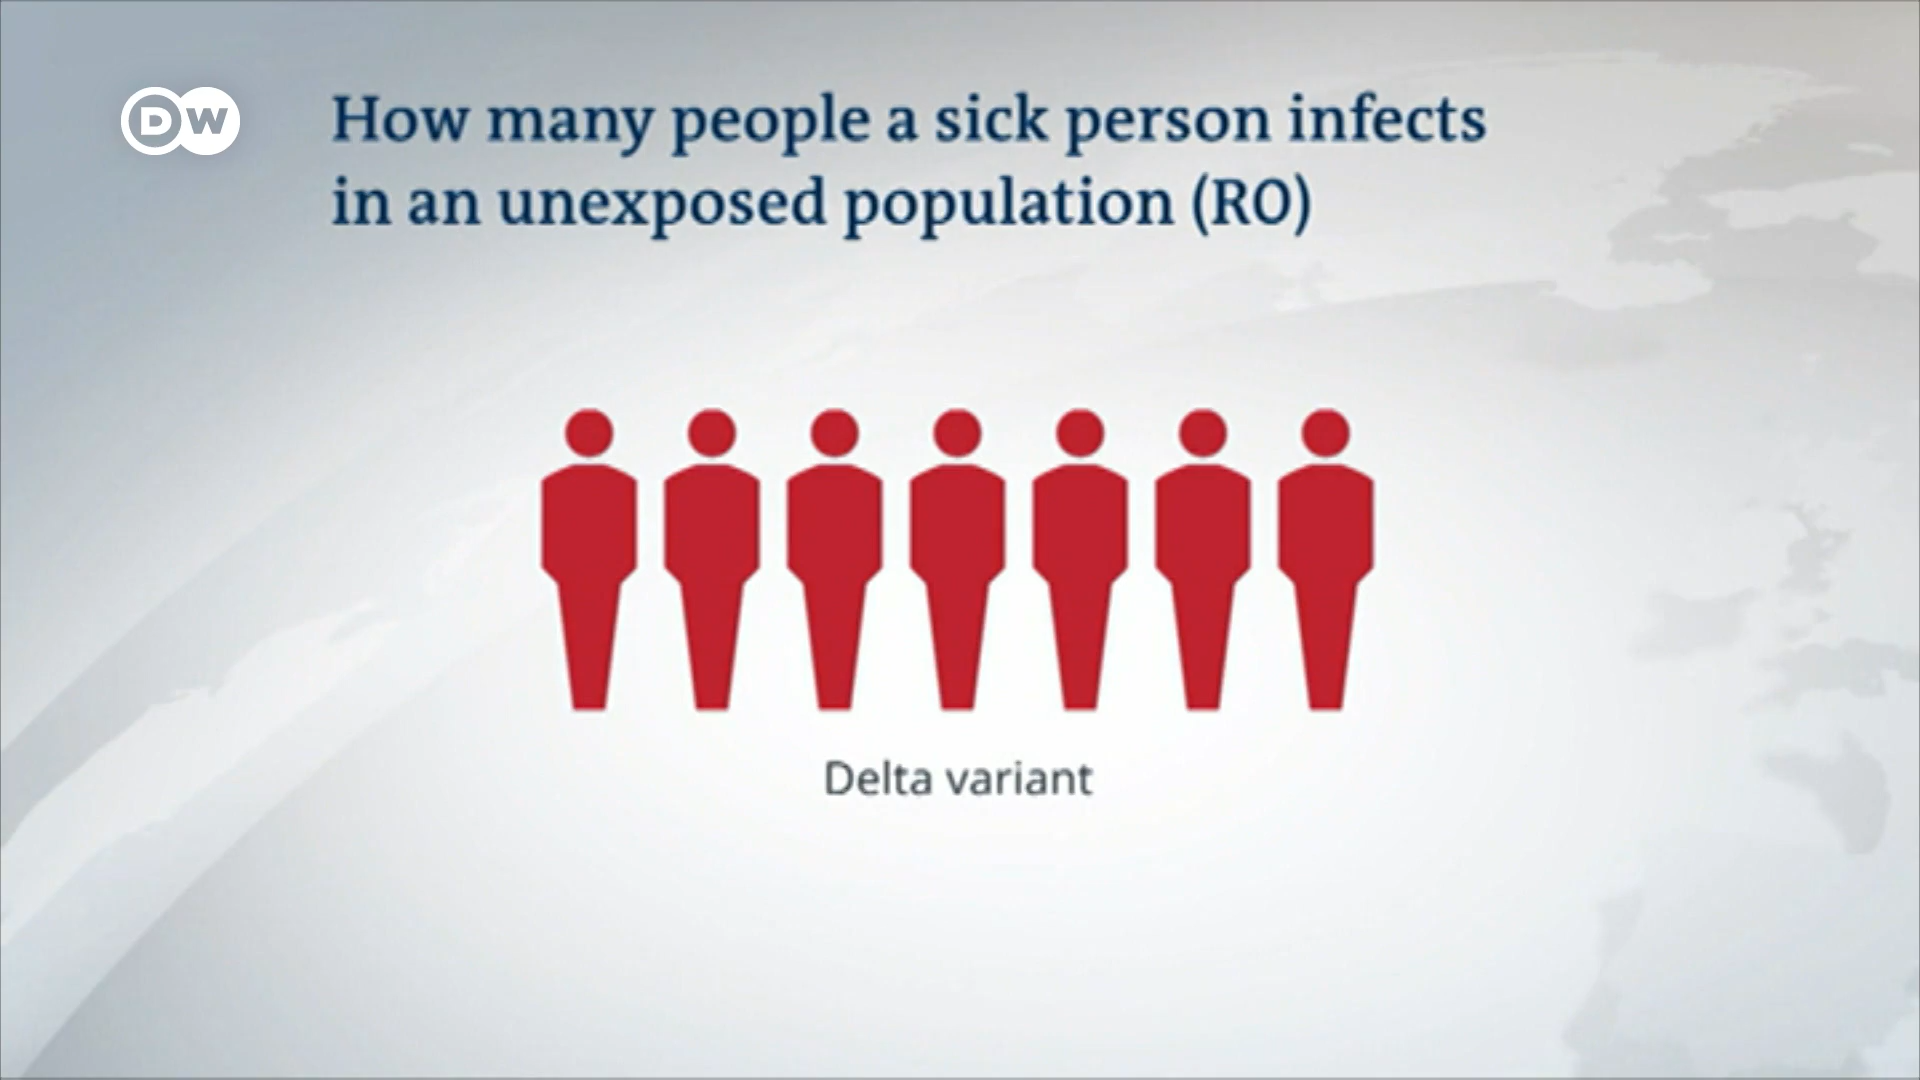 DW
How many people a sick person infects
in an unexposed population (R0)
Delta variant